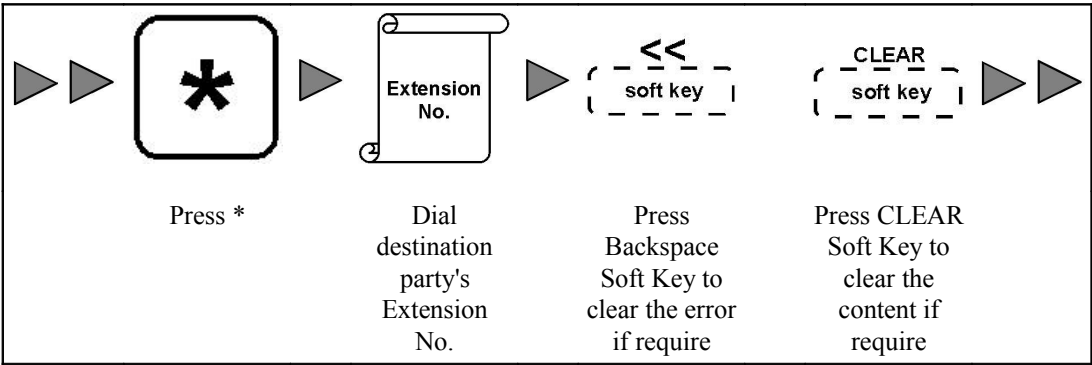 *
Extension
No.
<<
soft key
CLEAR
soft key
Press *
Dial
destination
party's
Extension
No.
Press
Backspace
Soft Key to
clear the error
if require
Press CLEAR
Soft Key to
clear the
content if
require